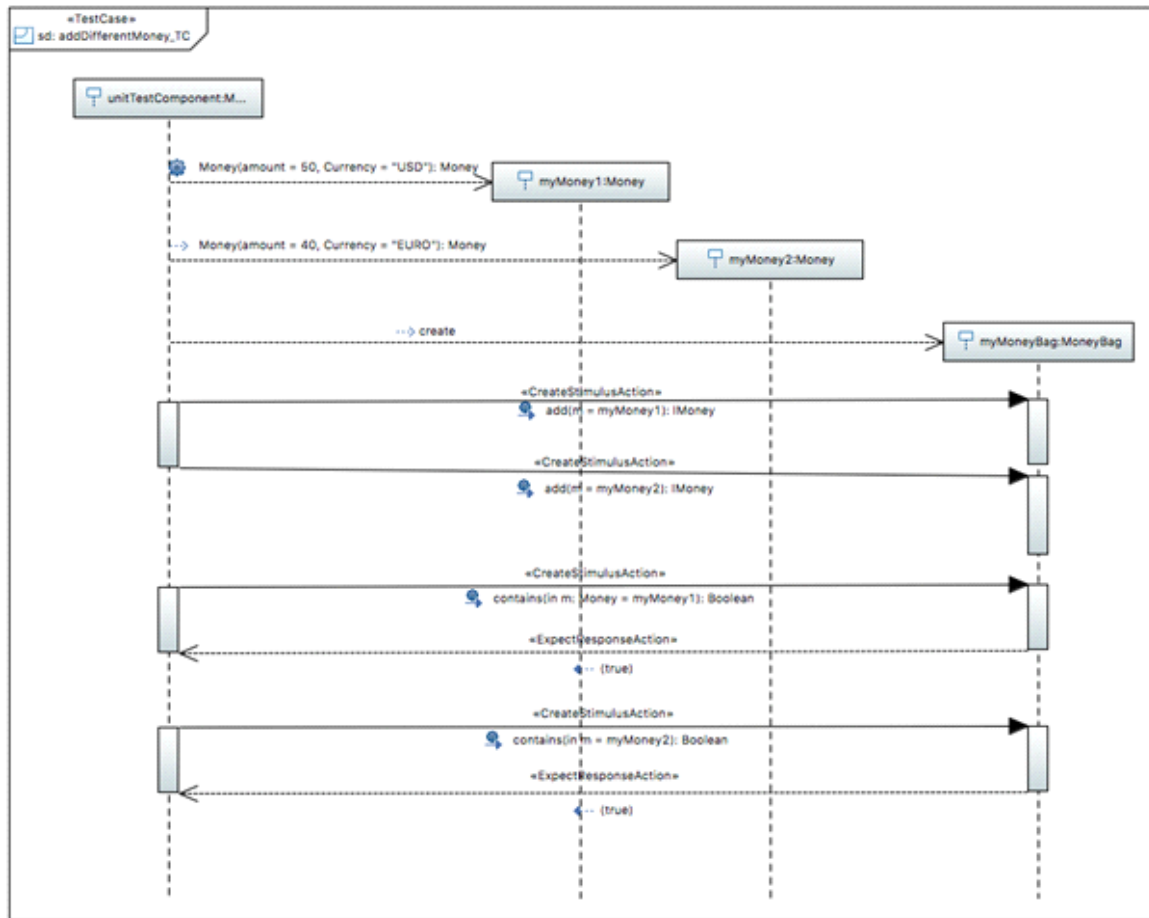 «TestCase»
sd: addDifferentMoney_TC
unitTestComponent:M...
Money(amount = 50, Currency = "USD"): Money
myMoney1:Money
Money(amount = 40, Currency = "EURO"): Money
myMoney2:Money
create
myMoneyBag:MoneyBag
«CreateStimulusAction»
add(m = myMoney1): IMoney
«CreateStimulusAction»
add(m = myMoney2): IMoney
«CreateStimulusAction»
contains(in m: Money = myMoney1): Boolean
«ExpectResponseAction»
(true)
«CreateStimulusAction»
contains(in m = myMoney2): Boolean
«ExpectResponseAction»
(true)